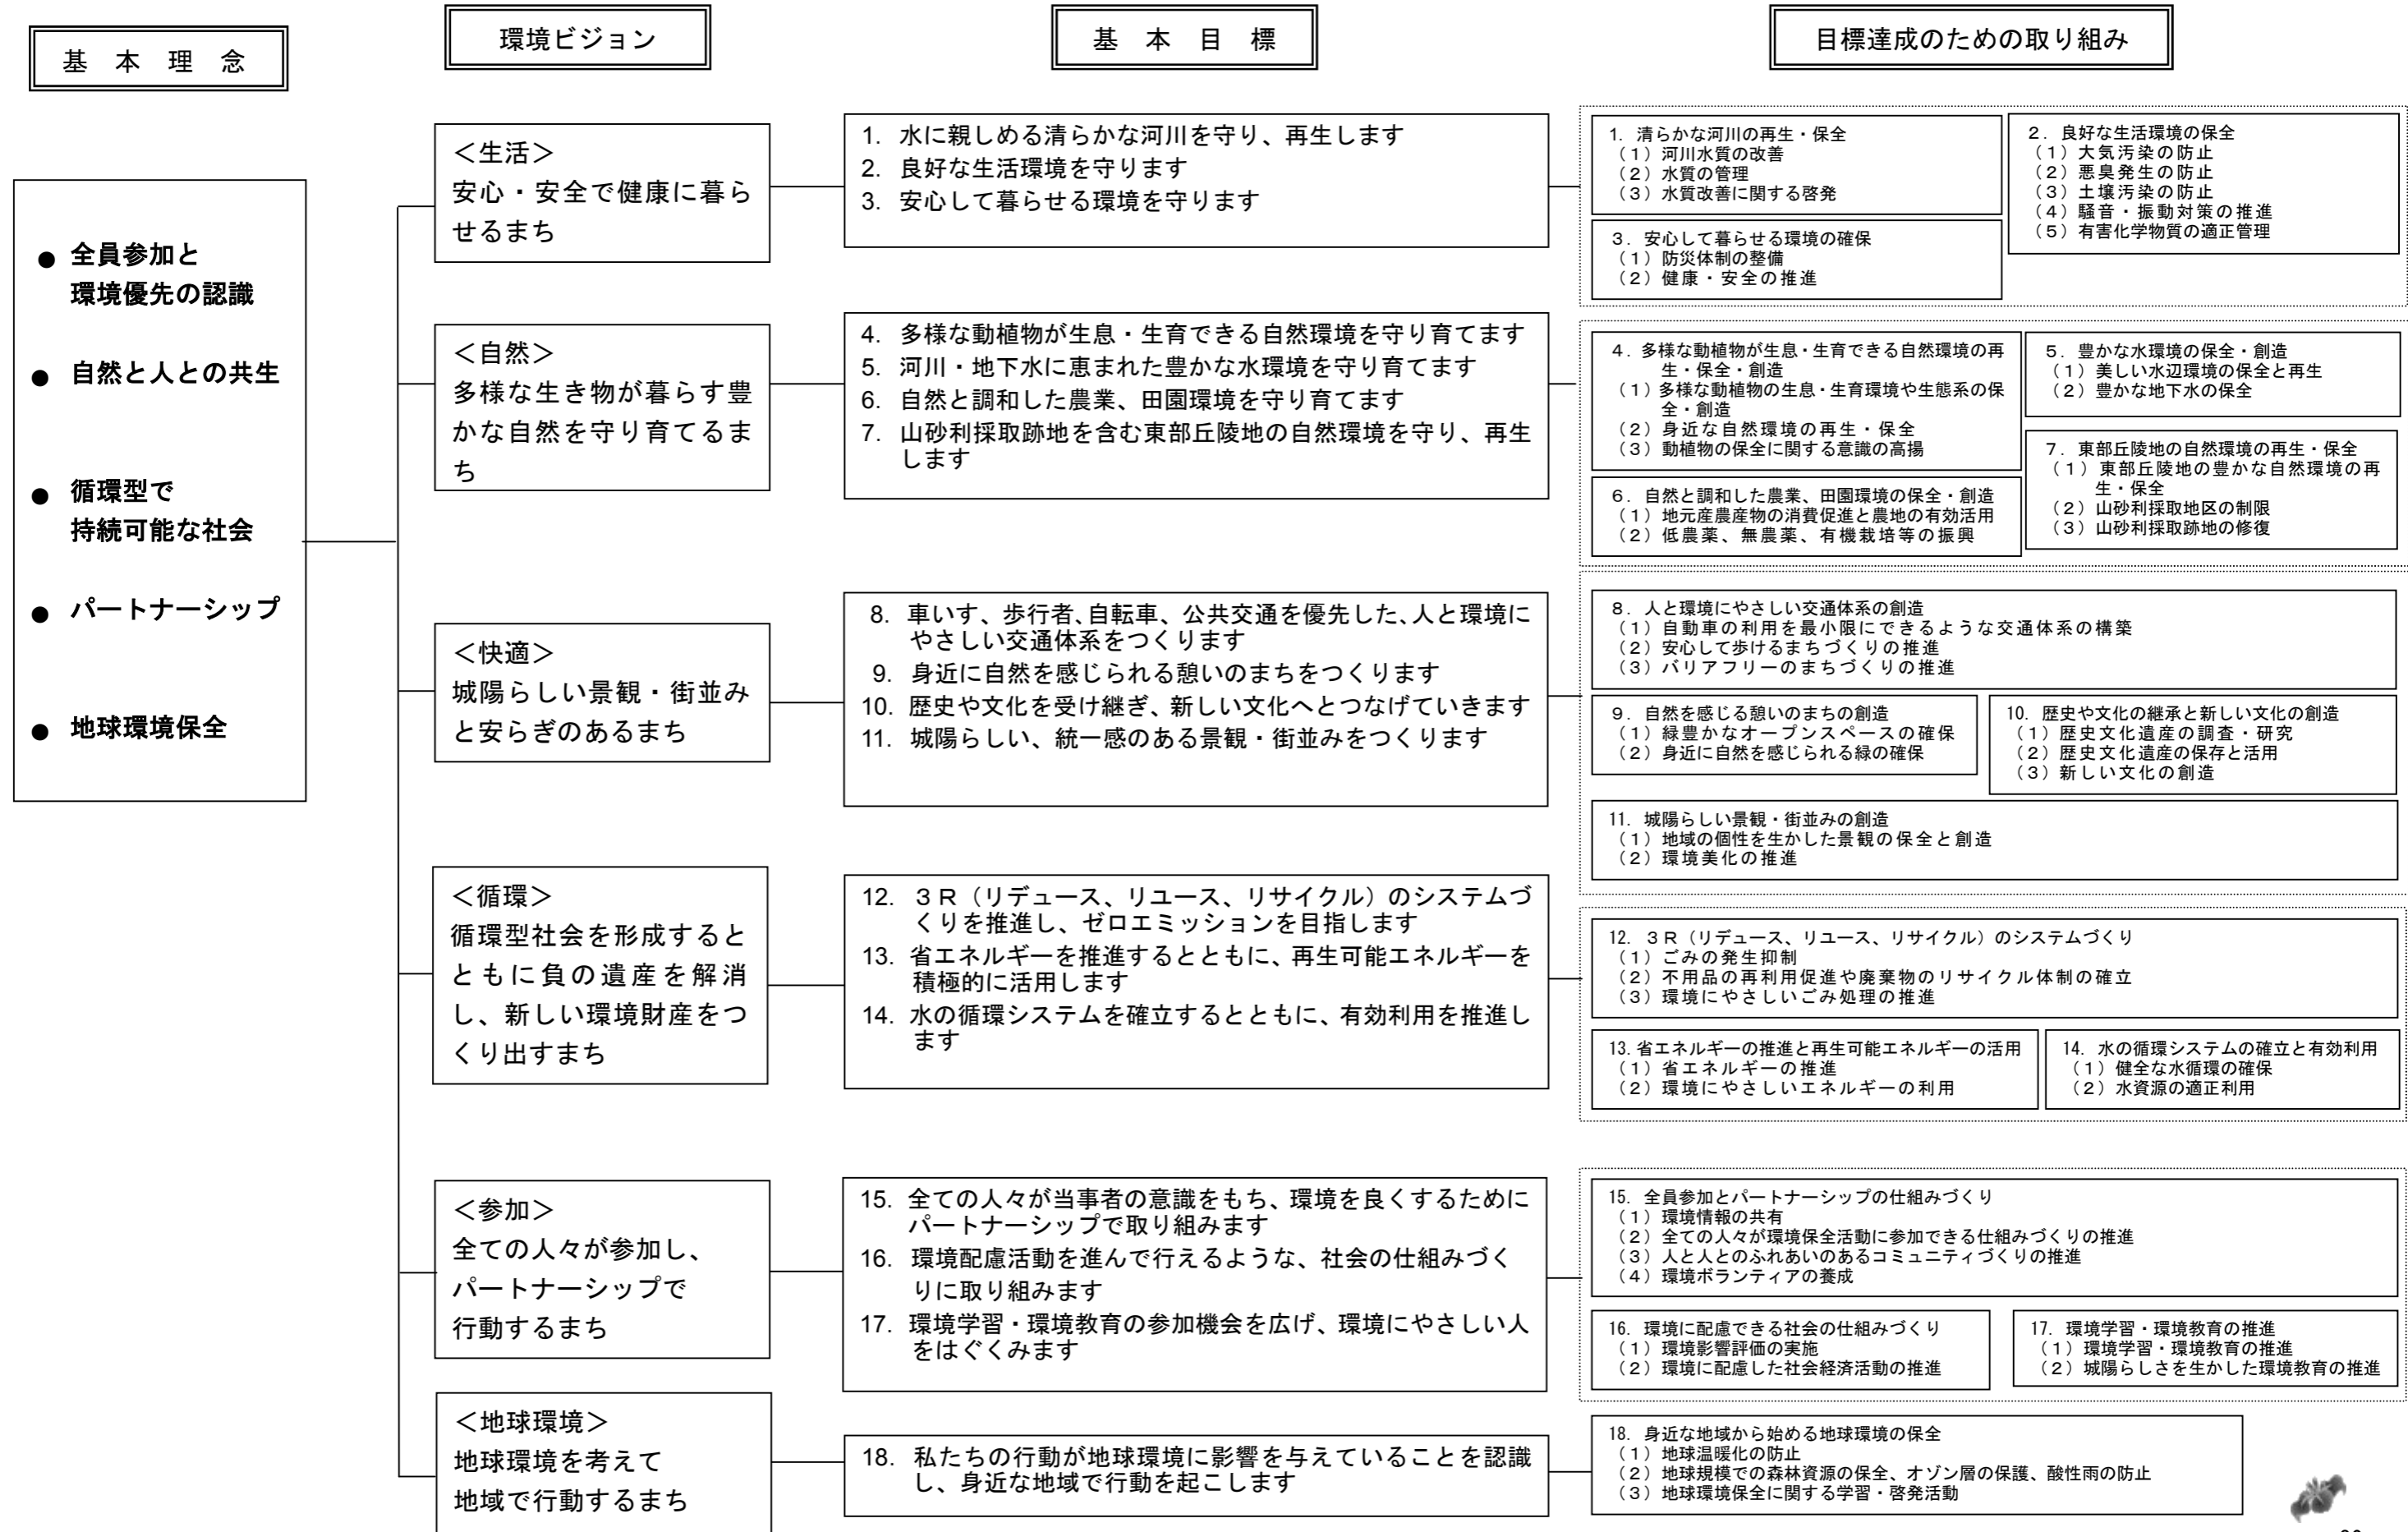 基 本 理 念
環境ビジョン
基 本 目 標
目標達成のための取り組み
● 全員参加と
環境優先の認識
● 自然と人との共生
● 循環型で
持続可能な社会
● パートナーシップ
● 地球環境保全
＜生活＞
安心・安全で健康に暮ら
せるまち
1. 水に親しめる清らかな河川を守り、再生します
2. 良好な生活環境を守ります
3. 安心して暮らせる環境を守ります
1. 清らかな河川の再生・保全
（１）河川水質の改善
（２）水質の管理
（３）水質改善に関する啓発
２. 良好な生活環境の保全
（１）大気汚染の防止
（２）悪臭発生の防止
（３）土壌汚染の防止
（４）騒音・振動対策の推進
（５）有害化学物質の適正管理
３. 安心して暮らせる環境の確保
（１）防災体制の整備
（２）健康・安全の推進
＜自然＞
多様な生き物が暮らす豊
かな自然を守り育てるま
ち
4. 多様な動植物が生息・生育できる自然環境を守り育てます
5. 河川・地下水に恵まれた豊かな水環境を守り育てます
6. 自然と調和した農業、田園環境を守り育てます
7. 山砂利採取跡地を含む東部丘陵地の自然環境を守り、再生
します
４. 多様な動植物が生息・生育できる自然環境の再
生・保全・創造
（１）多様な動植物の生息・生育環境や生態系の保
全・創造
（２）身近な自然環境の再生・保全
（３）動植物の保全に関する意識の高揚
５. 豊かな水環境の保全・創造
（１）美しい水辺環境の保全と再生
（２）豊かな地下水の保全
６. 自然と調和した農業、田園環境の保全・創造
（１）地元産農産物の消費促進と農地の有効活用
（２）低農薬、無農薬、有機栽培等の振興
７. 東部丘陵地の自然環境の再生・保全
（１）東部丘陵地の豊かな自然環境の再
生・保全
（２）山砂利採取地区の制限
（３）山砂利採取跡地の修復
＜快適＞
城陽らしい景観・街並み
と安らぎのあるまち
8. 車いす、歩行者、自転車、公共交通を優先した、人と環境に
やさしい交通体系をつくります
9. 身近に自然を感じられる憩いのまちをつくります
10. 歴史や文化を受け継ぎ、新しい文化へとつなげていきます
11. 城陽らしい、統一感のある景観・街並みをつくります
８. 人と環境にやさしい交通体系の創造
（１）自動車の利用を最小限にできるような交通体系の構築
（２）安心して歩けるまちづくりの推進
（３）バリアフリーのまちづくりの推進
９. 自然を感じる憩いのまちの創造
（１）緑豊かなオープンスペースの確保
（２）身近に自然を感じられる緑の確保
10. 歴史や文化の継承と新しい文化の創造
（１）歴史文化遺産の調査・研究
（２）歴史文化遺産の保存と活用
（３）新しい文化の創造
11. 城陽らしい景観・街並みの創造
（１）地域の個性を生かした景観の保全と創造
（２）環境美化の推進
＜循環＞
循環型社会を形成すると
ともに負の遺産を解消
し、新しい環境財産をつ
くり出すまち
12. ３Ｒ（リデュース、リユース、リサイクル）のシステムづ
くりを推進し、ゼロエミッションを目指します
13. 省エネルギーを推進するとともに、再生可能エネルギーを
積極的に活用します
14. 水の循環システムを確立するとともに、有効利用を推進し
ます
12. ３Ｒ（リデュース、リユース、リサイクル）のシステムづくり
（１）ごみの発生抑制
（２）不用品の再利用促進や廃棄物のリサイクル体制の確立
（３）環境にやさしいごみ処理の推進
13. 省エネルギーの推進と再生可能エネルギーの活用
（１）省エネルギーの推進
（２）環境にやさしいエネルギーの利用
14. 水の循環システムの確立と有効利用
（１）健全な水循環の確保
（２）水資源の適正利用
＜参加＞
全ての人々が参加し、
パートナーシップで
行動するまち
15. 全ての人々が当事者の意識をもち、環境を良くするために
パートナーシップで取り組みます
16. 環境配慮活動を進んで行えるような、社会の仕組みづく
りに取り組みます
17. 環境学習・環境教育の参加機会を広げ、環境にやさしい人
をはぐくみます
15. 全員参加とパートナーシップの仕組みづくり
（１）環境情報の共有
（２）全ての人々が環境保全活動に参加できる仕組みづくりの推進
（３）人と人とのふれあいのあるコミュニティづくりの推進
（４）環境ボランティアの養成
16. 環境に配慮できる社会の仕組みづくり
（１）環境影響評価の実施
（２）環境に配慮した社会経済活動の推進
17. 環境学習・環境教育の推進
（１）環境学習・環境教育の推進
（２）城陽らしさを生かした環境教育の推進
＜地球環境＞
地球環境を考えて
地域で行動するまち
18. 私たちの行動が地球環境に影響を与えていることを認識
し、身近な地域で行動を起こします
18. 身近な地域から始める地球環境の保全
（１）地球温暖化の防止
（２）地球規模での森林資源の保全、オゾン層の保護、酸性雨の防止
（３）地球環境保全に関する学習・啓発活動